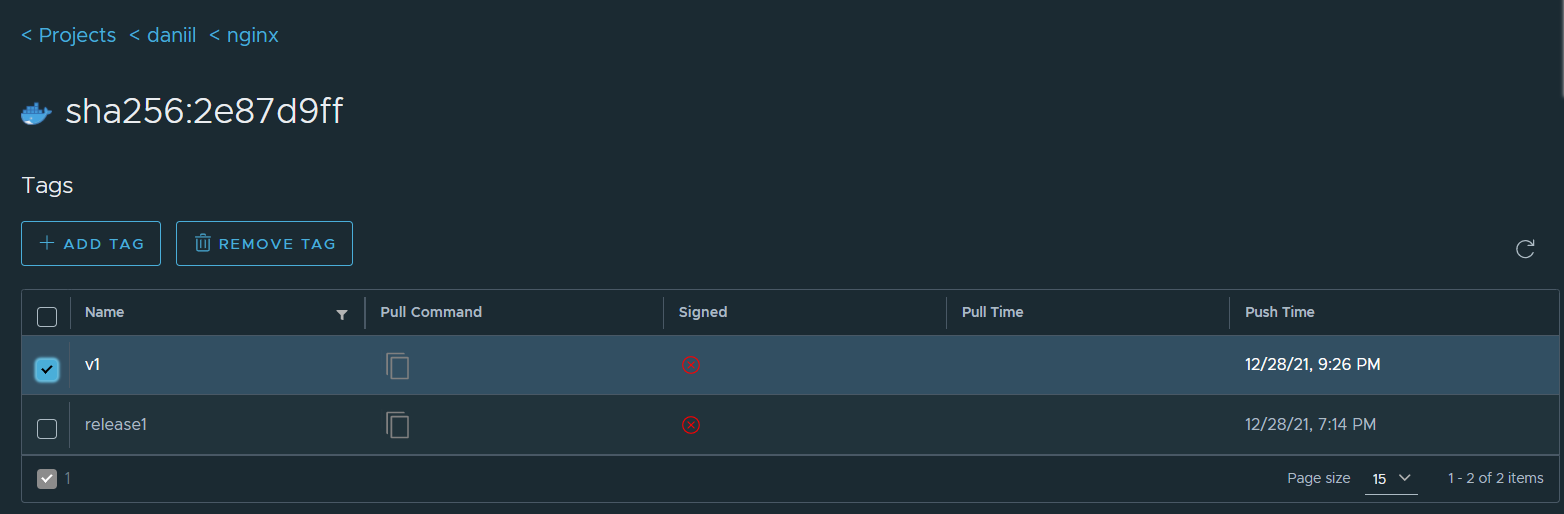 < Projects < daniil < nginx
sha256:2e87d9ff
Tags
ADD TAG REMOVE TAG
Name Pull Command Signed Pull Time Push Time
v1 12/28/21, 9:26 PM
release1 12/28/21, 7:14 PM
1 Page size 15 1 - 2 of 2 items